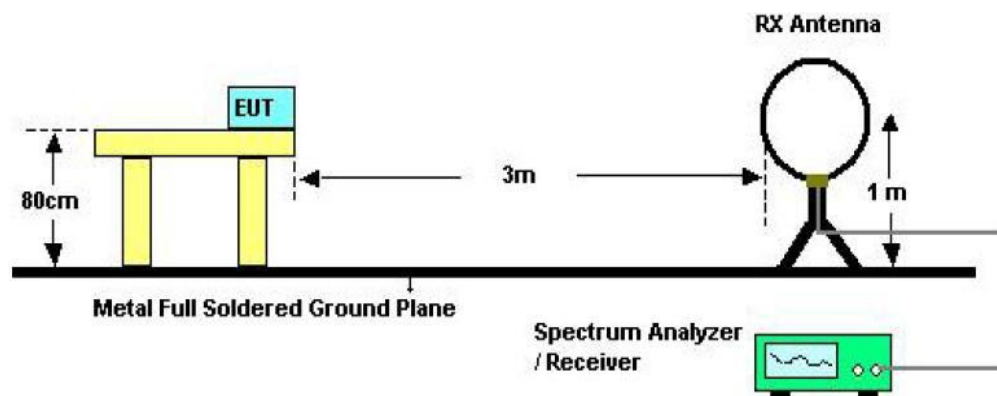 RX Antenna
EUT
80cm
3m
1 m
Metal Full Soldered Ground Plane
Spectrum Analyzer
/ Receiver